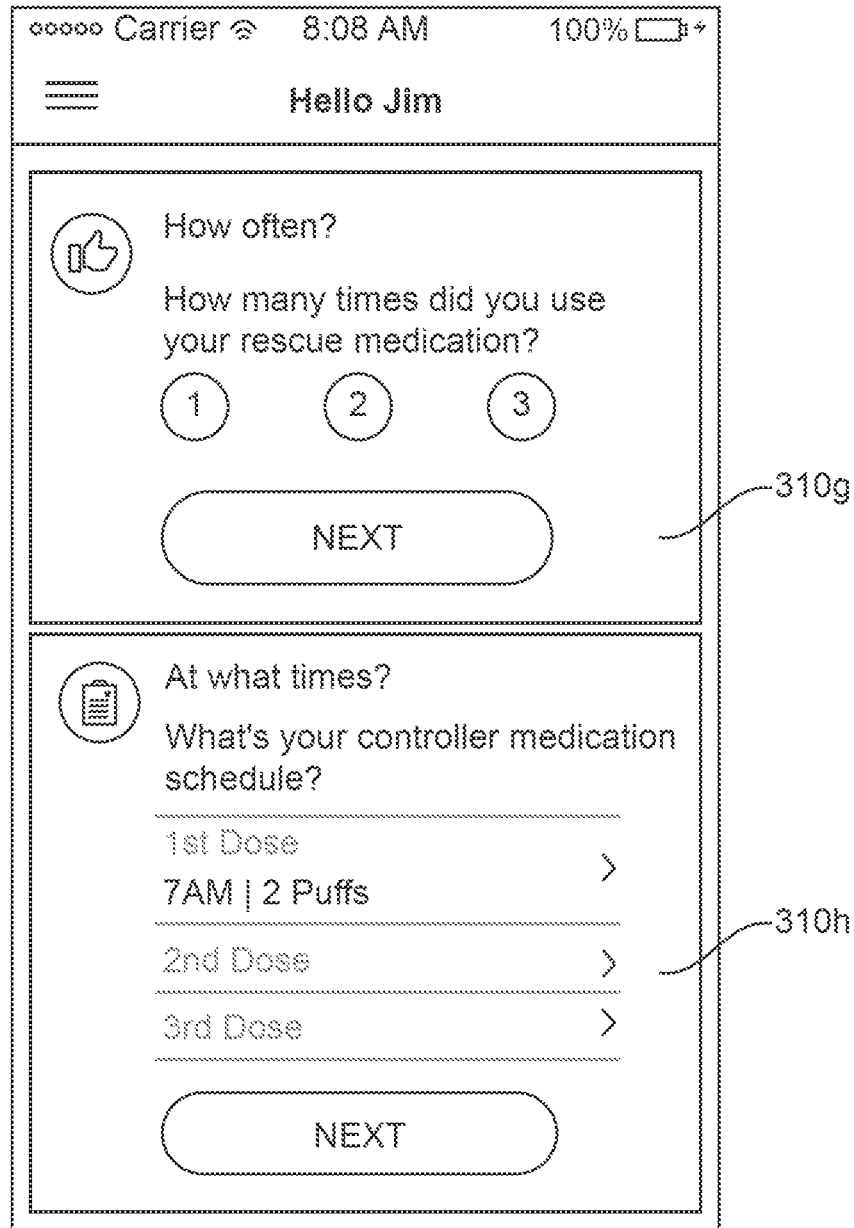 Carrier 8:08 AM 100%
Hello Jim
How often?
How many times did you use
your rescue medication?
1 2 3
310g
NEXT
At what times?
What's your controller medication
schedule?
1st Dose
7AM | 2 Puffs
310h
2nd Dose
3rd Dose
NEXT